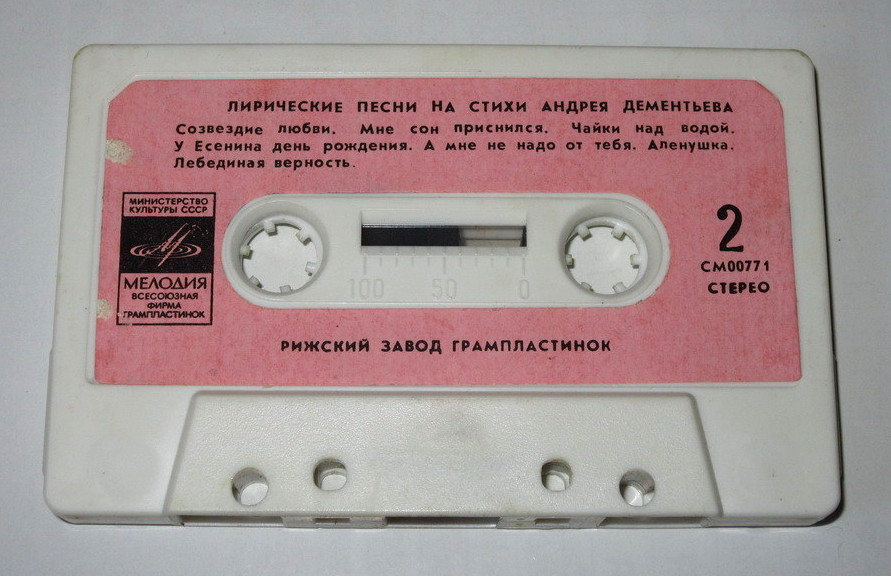 ЛИРИЧЕСКИЕ ПЕСНИ НА СТИХИ АНДРЕЯ ДЕМЕНТЬЕВА
Созвездие любви. Мне сон приснился. Чайки над водой.
У Есенина день рождения. А мне не надо от тебя. Аленушка.
Лебединая верность.
МИНИСТЕРСТВО
КУЛЬТУРЫ СССР
МЕЛОДИЯ
ВСЕСОЮЗНАЯ
ФИРМА
ГРАМПЛАСТИНОК
100 50 0
2
СМ00771
СТЕРЕО
РИЖСКИЙ ЗАВОД ГРАМПЛАСТИНОК